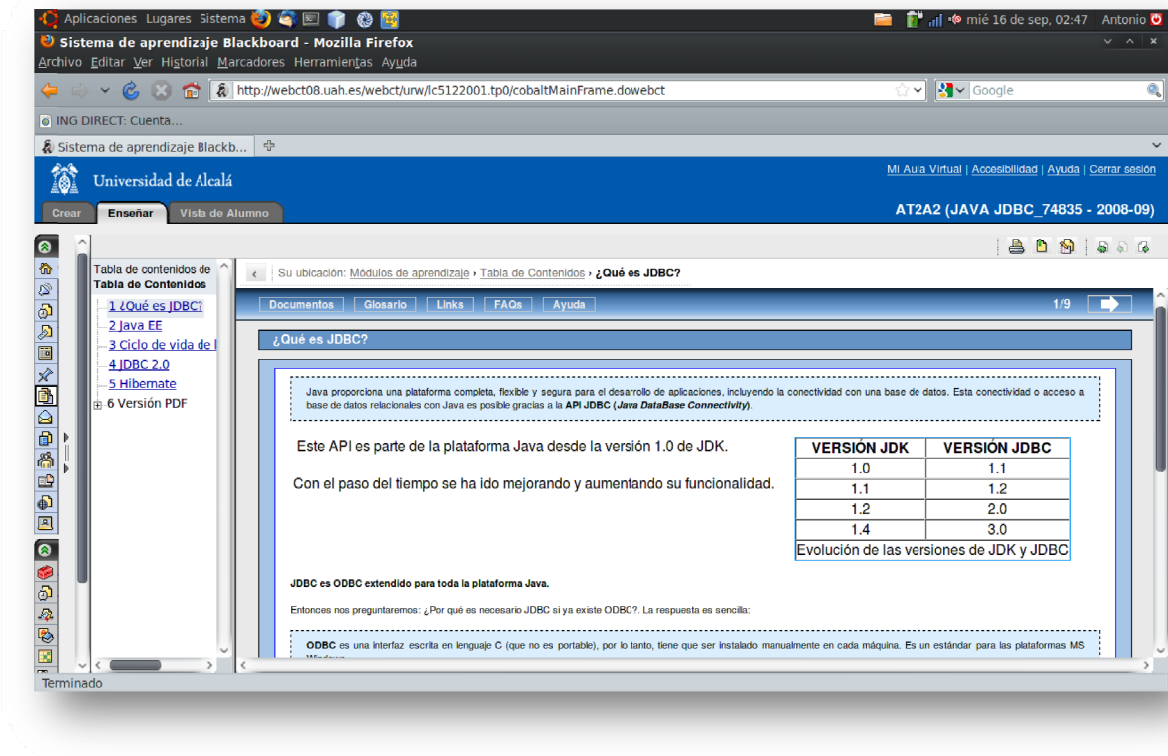 Aplicaciones Lugares Sistema
mié 16 de sep, 02:47 Antonio
Sistema de aprendizaje Blackboard - Mozilla Firefox
Archivo Editar Ver Historial Marcadores Herramientas Ayuda
http://webct08.uah.es/webct/urw/lc5122001.tp0/cobaltMainFrame.dowebct
Google
ING DIRECT: Cuenta...
Sistema de aprendizaje Blackb...
Universidad de Alcalá
Mi Aua Virtual | Accesibilidad | Ayuda | Cerrar sesión
Crear Enseñar Vista de Alumno
AT2A2 (JAVA JDBC_74835 - 2008-09)
Tabla de contenidos de
Tabla de Contenidos
1 ¿Qué es JDBC?
2 Java EE
3 Ciclo de vida de l
4 JDBC 2.0
5 Hibernate
6 Versión PDF
Su ubicación: Módulos de aprendizaje › Tabla de Contenidos › ¿Qué es JDBC?
Documentos Glosario Links FAQs Ayuda
1/9
¿Qué es JDBC?
Java proporciona una plataforma completa, flexible y segura para el desarrollo de aplicaciones, incluyendo la conectividad con una base de datos. Esta conectividad o acceso a
base de datos relacionales con Java es posible gracias a la API JDBC (Java DataBase Connectivity).
Este API es parte de la plataforma Java desde la versión 1.0 de JDK.
Con el paso del tiempo se ha ido mejorando y aumentando su funcionalidad.
VERSIÓN JDK VERSIÓN JDBC
1.0 1.1
1.1 1.2
1.2 2.0
1.4 3.0
Evolución de las versiones de JDK y JDBC
JDBC es ODBC extendido para toda la plataforma Java.
Entonces nos preguntaremos: ¿Por qué es necesario JDBC si ya existe ODBC?. La respuesta es sencilla:
ODBC es una interfaz escrita en lenguaje C (que no es portable), por lo tanto, tiene que ser instalado manualmente en cada máquina. Es un estándar para las plataformas MS
Terminado